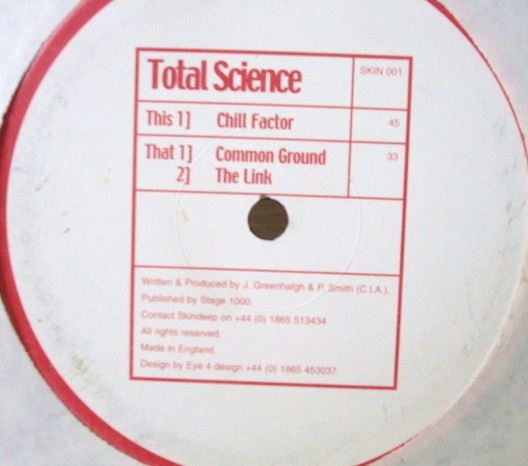 Total Science
SKIN 001
This 1] Chill Factor 45
That 1] Common Ground 33
2] The Link
Written & Produced by J. Greenhalgh & P. Smith (C.I.A.).
Published by Stage 1000.
Contact Skindeep on +44 (0) 1865 513434
All rights reserved.
Made in England.
Design by Eye 4 design +44 (0) 1865 453037.